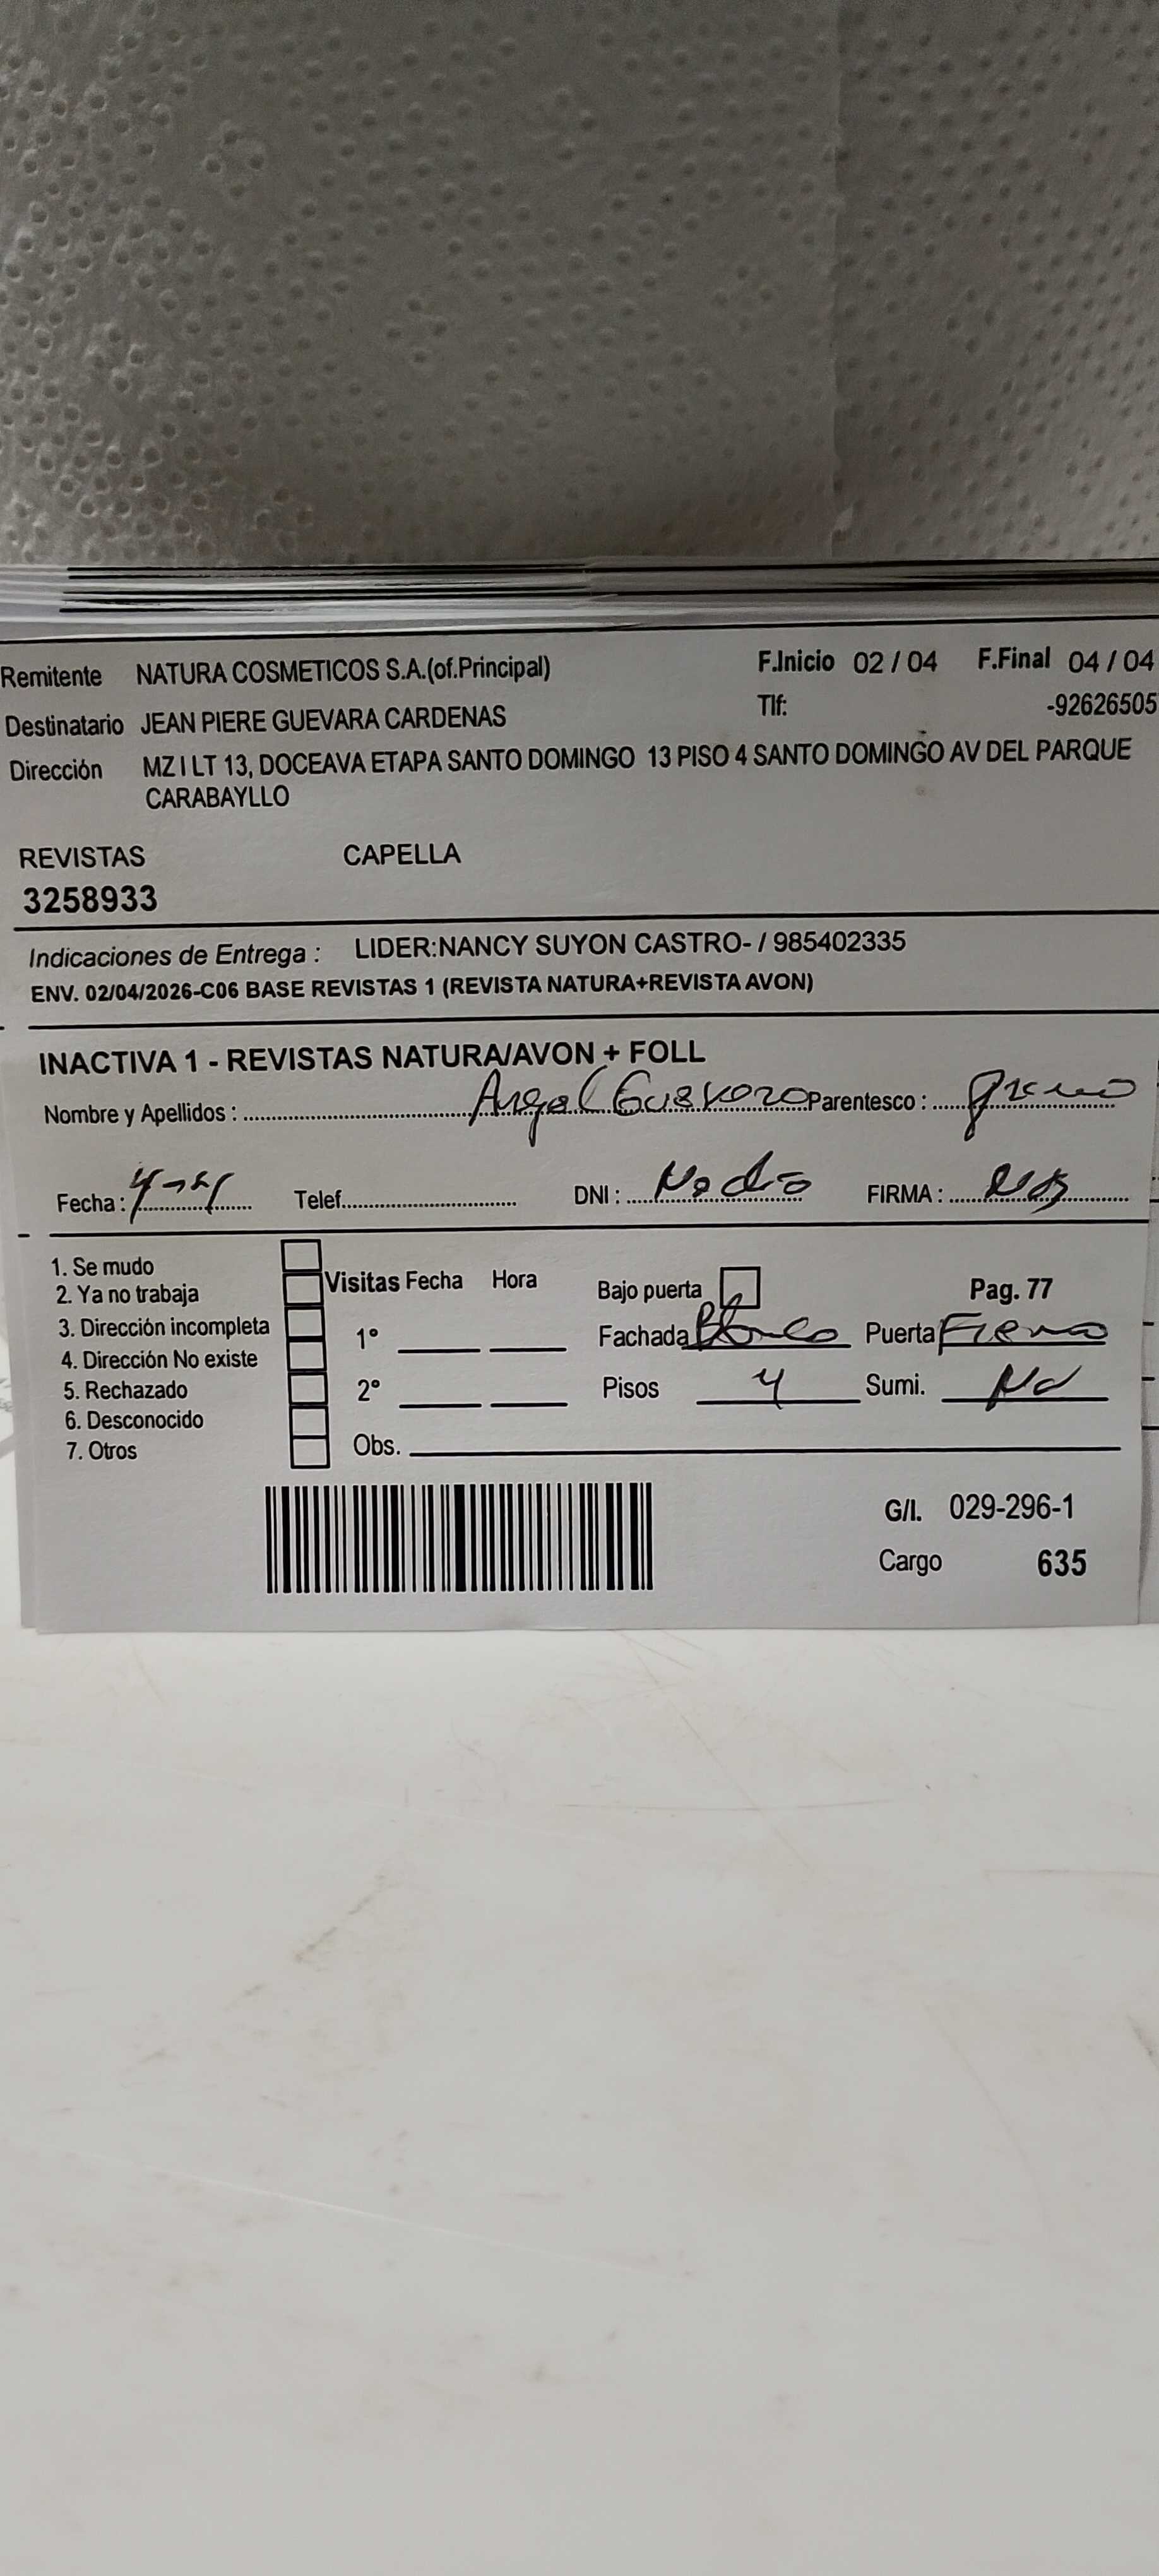 Remitente NATURA COSMETICOS S.A.(of.Principal) F.Inicio 02 / 04 F.Final 04 / 04
Destinatario JEAN PIERE GUEVARA CARDENAS Tlf: -92626505
Dirección MZ I LT 13, DOCEAVA ETAPA SANTO DOMINGO 13 PISO 4 SANTO DOMINGO AV DEL PARQUE
CARABAYLLO
REVISTAS CAPELLA
3258933
Indicaciones de Entrega : LIDER:NANCY SUYON CASTRO- / 985402335
ENV. 02/04/2026-C06 BASE REVISTAS 1 (REVISTA NATURA+REVISTA AVON)
INACTIVA 1 - REVISTAS NATURA/AVON + FOLL
Nombre y Apellidos : Angel Guevara Parentesco :
Fecha : Telef. DNI : No dio FIRMA :
1. Se mudo
2. Ya no trabaja
3. Dirección incompleta
4. Dirección No existe
5. Rechazado
6. Desconocido
7. Otros
Visitas Fecha Hora Bajo puerta Pag. 77
1° Fachada Blanco Puerta Fierro
2° Pisos 4 Sumi. No
Obs.
G/I. 029-296-1
Cargo 635